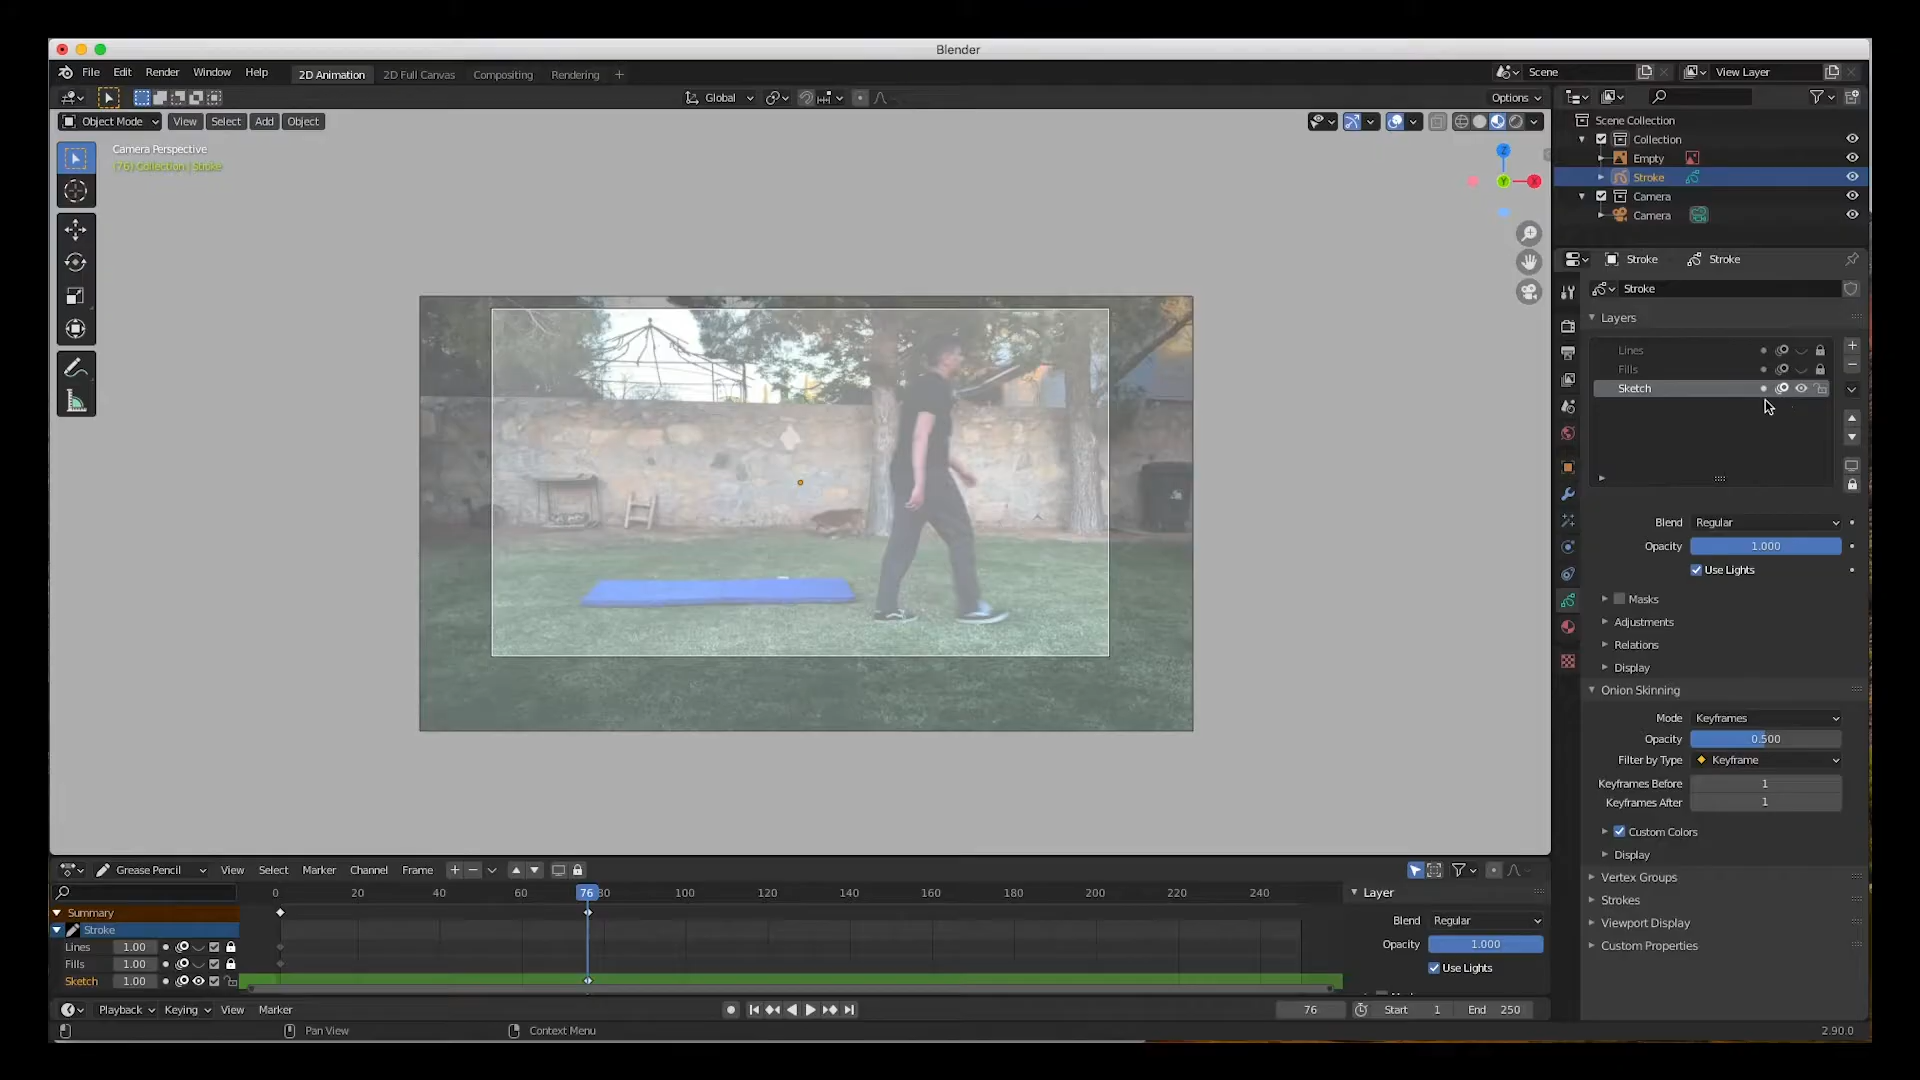 Blender
File Edit Render Window Help 2D Animation 2D Full Canvas Compositing Rendering + Scene View Layer
Global Options
Object Mode View Select Add Object
Camera Perspective
(76) Collection | Stroke
Z
Y X
Scene Collection
Collection
Empty
Stroke
Camera
Camera
Stroke Stroke
Stroke
Layers
Lines
Fills
Sketch
Blend Regular
Opacity 1.000
Use Lights
Masks
Adjustments
Relations
Display
Onion Skinning
Mode Keyframes
Opacity 0.500
Filter by Type Keyframe
Keyframes Before 1
Keyframes After 1
Custom Colors
Display
Vertex Groups
Strokes
Viewport Display
Custom Properties
Grease Pencil View Select Marker Channel Frame
0 20 40 60 76 80 100 120 140 160 180 200 220 240
Summary
Stroke
Lines 1.00
Fills 1.00
Sketch 1.00
Layer
Blend Regular
Opacity 1.000
Use Lights
Playback Keying View Marker 76 Start 1 End 250
Pan View Context Menu 2.90.0